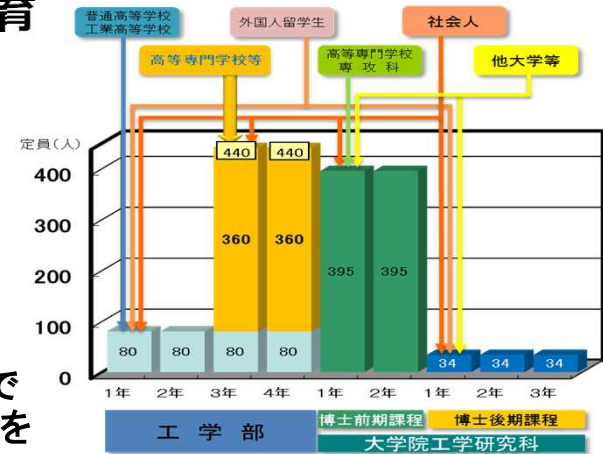 育
普通高等学校
工業高等学校
外国人留学生
社会人
高等専門学校等
高等専門学校
専攻科
他大学等
定員(人)
400
300
200
100
0
440
440
360
360
395
395
80
80
80
80
34
34
34
1年
2年
3年
4年
1年
2年
1年
2年
3年
で
を
工学部
博士前期課程
博士後期課程
大学院工学研究科